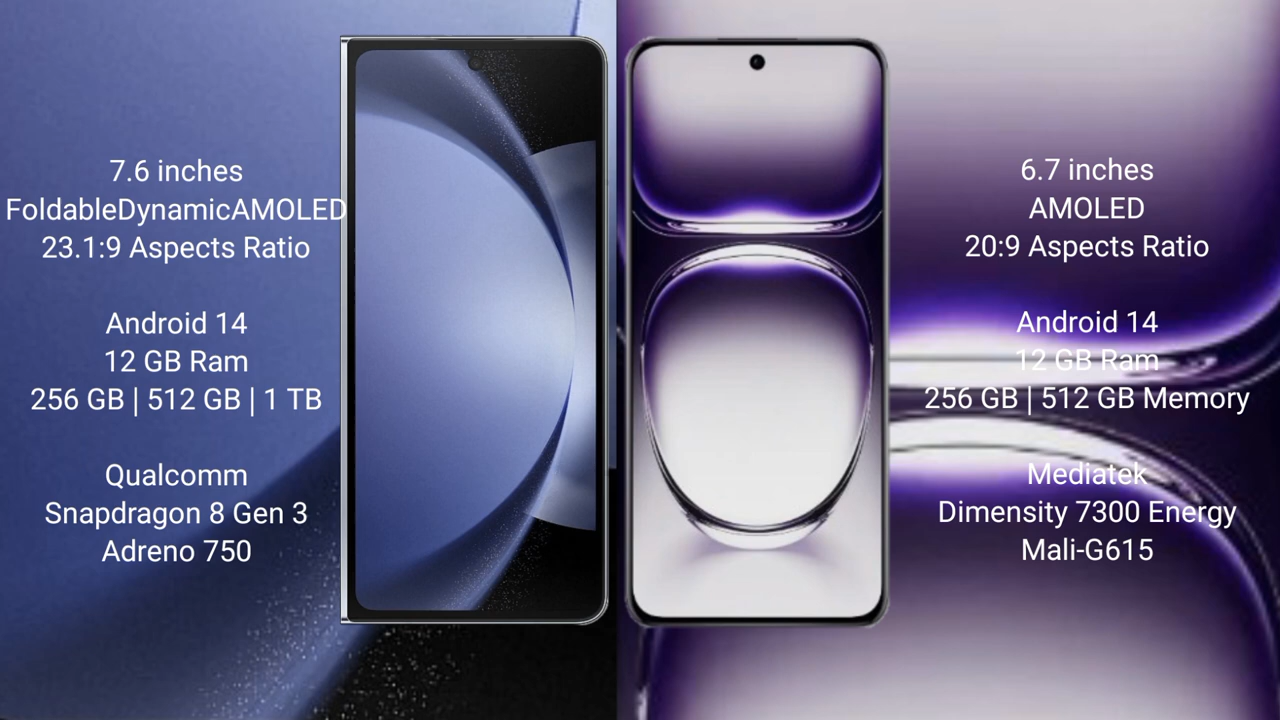 7.6 inches
FoldableDynamicAMOLED
23.1:9 Aspects Ratio
Android 14
12 GB Ram
256 GB | 512 GB | 1 TB
Qualcomm
Snapdragon 8 Gen 3
Adreno 750
6.7 inches
AMOLED
20:9 Aspects Ratio
Android 14
12 GB Ram
256 GB | 512 GB Memory
Mediatek
Dimensity 7300 Energy
Mali-G615